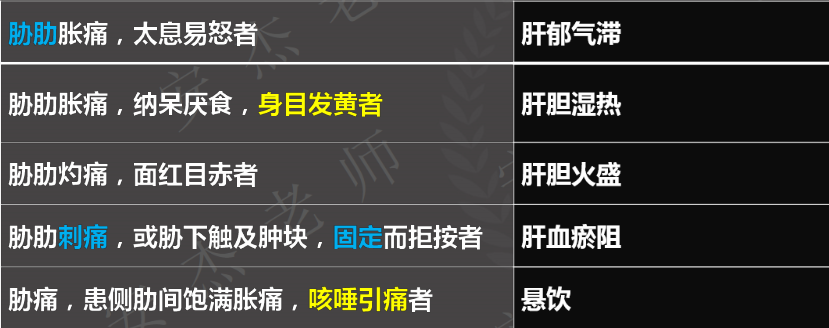 胁肋胀痛，太息易怒者 肝郁气滞
胁肋胀痛，纳呆厌食，身目发黄者 肝胆湿热
胁肋灼痛，面红目赤者 肝胆火盛
胁肋刺痛，或胁下触及肿块，固定而拒按者 肝血瘀阻
胁痛，患侧肋间饱满胀痛，咳唾引痛者 悬饮
安杰老师